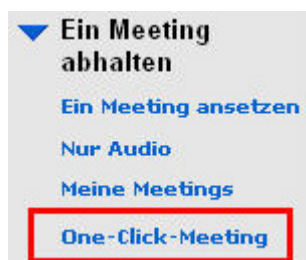 Ein Meeting
abhalten
Ein Meeting ansetzen
Nur Audio
Meine Meetings
One-Click-Meeting